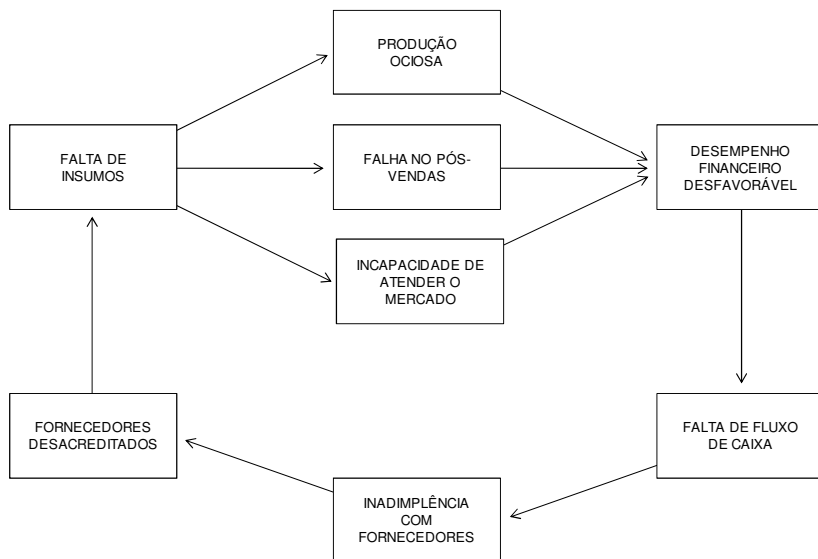 PRODUÇÃO
OCIOSA
FALTA DE
INSUMOS
FALHA NO PÓS-
VENDAS
DESEMPENHO
FINANCEIRO
DESFAVORÁVEL
INCAPACIDADE DE
ATENDER O
MERCADO
FORNECEDORES
DESACREDITADOS
FALTA DE FLUXO
DE CAIXA
INADIMPLÊNCIA
COM
FORNECEDORES